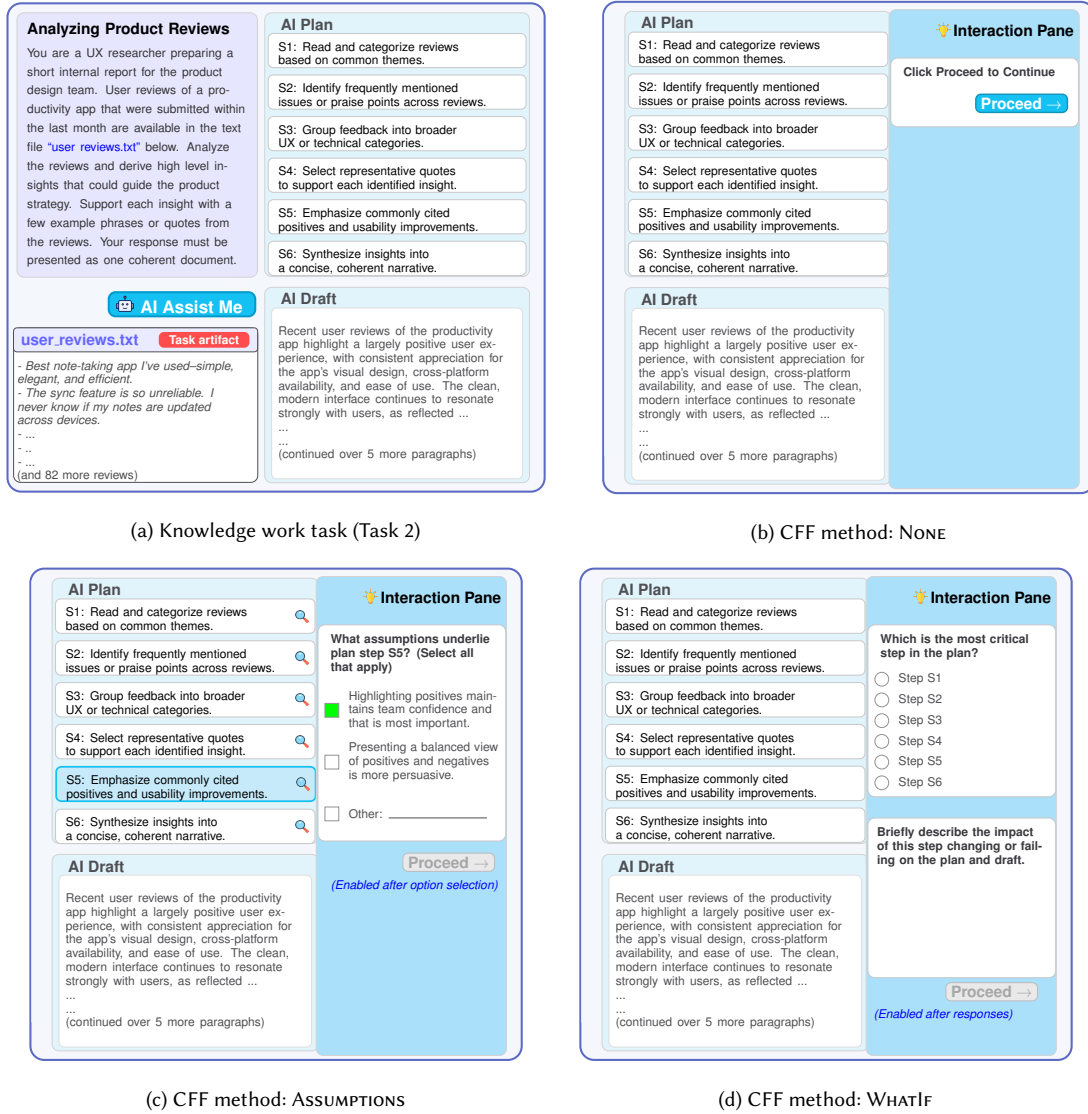 Analyzing Product Reviews
You are a UX researcher preparing a
short internal report for the product
design team. User reviews of a pro-
ductivity app that were submitted within
the last month are available in the text
file “user reviews.txt” below. Analyze
the reviews and derive high level in-
sights that could guide the product
strategy. Support each insight with a
few example phrases or quotes from
the reviews. Your response must be
presented as one coherent document.
AI Assist Me
user_reviews.txt
Task artifact
- Best note-taking app I've used–simple,
elegant, and efficient.
- The sync feature is so unreliable. I
never know if my notes are updated
across devices.
- ...
- ..
- ...
(and 82 more reviews)
AI Plan
S1: Read and categorize reviews
based on common themes.
S2: Identify frequently mentioned
issues or praise points across reviews.
S3: Group feedback into broader
UX or technical categories.
S4: Select representative quotes
to support each identified insight.
S5: Emphasize commonly cited
positives and usability improvements.
S6: Synthesize insights into
a concise, coherent narrative.
AI Draft
Recent user reviews of the productivity
app highlight a largely positive user ex-
perience, with consistent appreciation for
the app's visual design, cross-platform
availability, and ease of use. The clean,
modern interface continues to resonate
strongly with users, as reflected ...
...
...
(continued over 5 more paragraphs)
(a) Knowledge work task (Task 2)
AI Plan
S1: Read and categorize reviews
based on common themes.
S2: Identify frequently mentioned
issues or praise points across reviews.
S3: Group feedback into broader
UX or technical categories.
S4: Select representative quotes
to support each identified insight.
S5: Emphasize commonly cited
positives and usability improvements.
S6: Synthesize insights into
a concise, coherent narrative.
AI Draft
Recent user reviews of the productivity
app highlight a largely positive user ex-
perience, with consistent appreciation for
the app's visual design, cross-platform
availability, and ease of use. The clean,
modern interface continues to resonate
strongly with users, as reflected ...
...
...
(continued over 5 more paragraphs)
Interaction Pane
Click Proceed to Continue
Proceed →
(b) CFF method: None
AI Plan
S1: Read and categorize reviews
based on common themes.
S2: Identify frequently mentioned
issues or praise points across reviews.
S3: Group feedback into broader
UX or technical categories.
S4: Select representative quotes
to support each identified insight.
S5: Emphasize commonly cited
positives and usability improvements.
S6: Synthesize insights into
a concise, coherent narrative.
AI Draft
Recent user reviews of the productivity
app highlight a largely positive user ex-
perience, with consistent appreciation for
the app's visual design, cross-platform
availability, and ease of use. The clean,
modern interface continues to resonate
strongly with users, as reflected ...
...
...
(continued over 5 more paragraphs)
Interaction Pane
What assumptions underlie
plan step S5? (Select all
that apply)
Highlighting positives main-
tains team confidence and
that is most important.
Presenting a balanced view
of positives and negatives
is more persuasive.
Other:
Proceed →
(Enabled after option selection)
(c) CFF method: Assumptions
AI Plan
S1: Read and categorize reviews
based on common themes.
S2: Identify frequently mentioned
issues or praise points across reviews.
S3: Group feedback into broader
UX or technical categories.
S4: Select representative quotes
to support each identified insight.
S5: Emphasize commonly cited
positives and usability improvements.
S6: Synthesize insights into
a concise, coherent narrative.
AI Draft
Recent user reviews of the productivity
app highlight a largely positive user ex-
perience, with consistent appreciation for
the app's visual design, cross-platform
availability, and ease of use. The clean,
modern interface continues to resonate
strongly with users, as reflected ...
...
...
(continued over 5 more paragraphs)
Interaction Pane
Which is the most critical
step in the plan?
Step S1
Step S2
Step S3
Step S4
Step S5
Step S6
Briefly describe the impact
of this step changing or fail-
ing on the plan and draft.
Proceed →
(Enabled after responses)
(d) CFF method: WhatIf